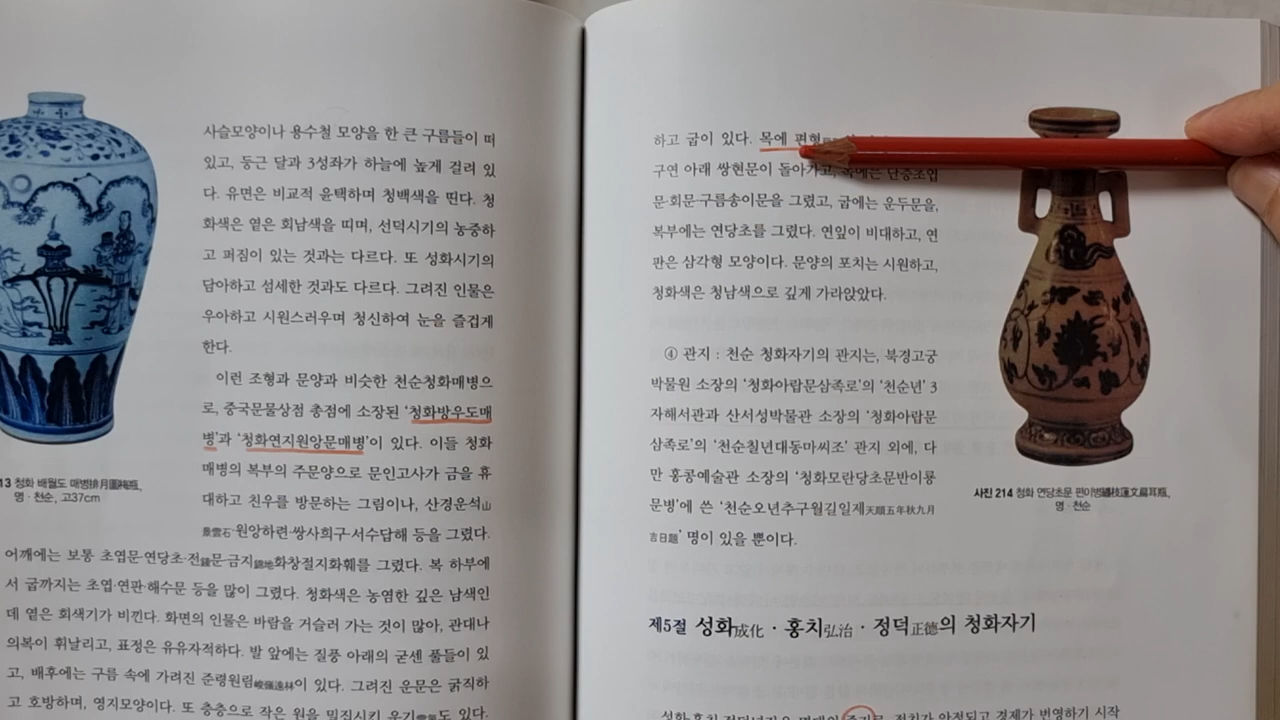 사슴모양이나 용수철 모양을 한 큰 구름들이 떠
있고, 둥근 달과 3성좌가 하늘에 높게 걸려 있
다. 유면은 비교적 윤택하며 청백색을 띤다. 청
화색은 옅은 회남색을 띠며, 선덕시기의 농중하
고 퍼짐이 있는 것과는 다르다. 또 성화시기의
담아하고 섬세한 것과도 다르다. 그려진 인물은
우아하고 시원스러우며 청신하여 눈을 즐겁게
한다.
이런 조형과 문양과 비슷한 천순청화매병으
로, 중국문물상점 총점에 소장된 '청화방우도매
병'과 '청화연지원앙문매병'이 있다. 이들 청화
매병의 복부의 주문양으로 문인고사가 금을 휴
대하고 친우를 방문하는 그림이나, 산경운석山
景雲石·원앙하련·쌍사희구·서수답해 등을 그렸다.
어깨에는 보통 초엽문·연당초·전문·금지錦地화창절지화훼를 그렸다. 복 하부에
서 굽까지는 초엽·연판·해수문 등을 많이 그렸다. 청화색은 농염한 깊은 남색인
데 옅은 회색기가 비낀다. 화면의 인물은 바람을 거슬러 가는 것이 많아, 관대나
의복이 휘날리고, 표정은 유유자적하다. 발 앞에는 질풍 아래의 굳센 풀들이 있
고, 배후에는 구름 속에 가려진 준령원림峻嶺遠林이 있다. 그려진 운문은 굵직하
고 호방하며, 영지모양이다. 또 층층으로 작은 원을 밀집시킨 운기雲氣도 있다.
13 청화 배월도 매병拜月圖梅瓶,
명·천순, 고37cm
하고 굽이 있다. 목에 편현
구연 아래 쌍현문이 돌아가고, 목에는 단층초엽
문·회문·구름송이문을 그렸고, 굽에는 운두문을,
복부에는 연당초를 그렸다. 연잎이 비대하고, 연
판은 삼각형 모양이다. 문양의 포치는 시원하고,
청화색은 청남색으로 깊게 가라앉았다.
④ 관지 : 천순 청화자기의 관지는, 북경고궁
박물원 소장의 '청화아랍문삼족로'의 '천순년' 3
자해서관과 산서성박물관 소장의 '청화아랍문
삼족로'의 '천순칠년대동마씨조' 관지 외에, 다
만 홍콩예술관 소장의 '청화모란당초문반이룡
문병'에 쓴 '천순오년추구월길일제天順五年秋九月
吉日題' 명이 있을 뿐이다.
사진 214 청화 연당초문 편이병纏枝蓮文扁耳瓶,
명·천순
제5절 성화成化·홍치弘治·정덕正德의 청화자기